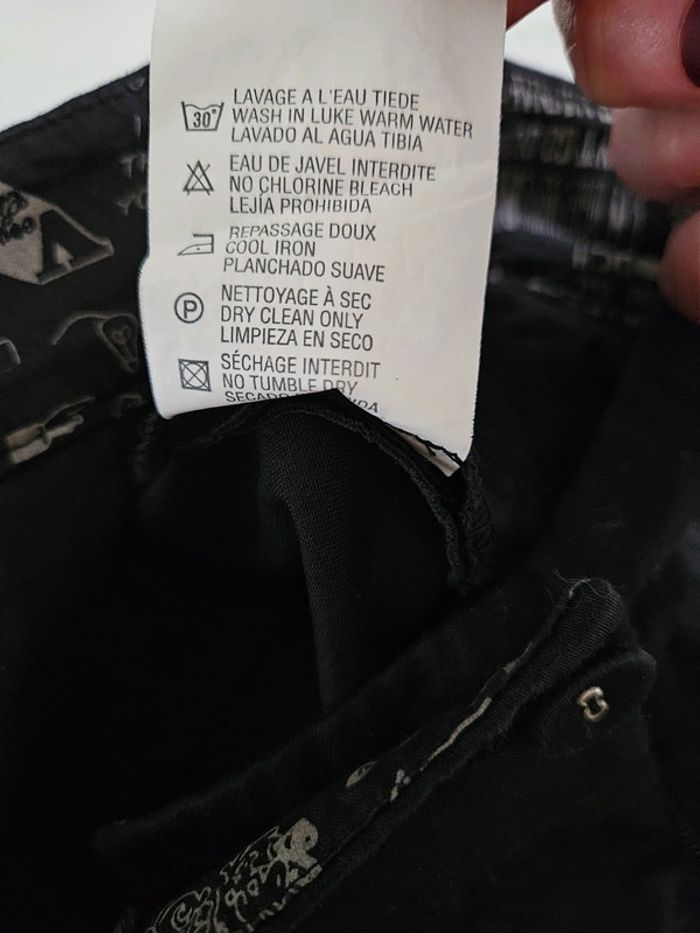 LAVAGE A L'EAU TIEDE
30° WASH IN LUKE WARM WATER
LAVADO AL AGUA TIBIA
EAU DE JAVEL INTERDITE
NO CHLORINE BLEACH
LEJÍA PROHIBIDA
REPASSAGE DOUX
COOL IRON
PLANCHADO SUAVE
NETTOYAGE À SEC
P DRY CLEAN ONLY
LIMPIEZA EN SECO
SÉCHAGE INTERDIT
NO TUMBLE DRY
SECADO